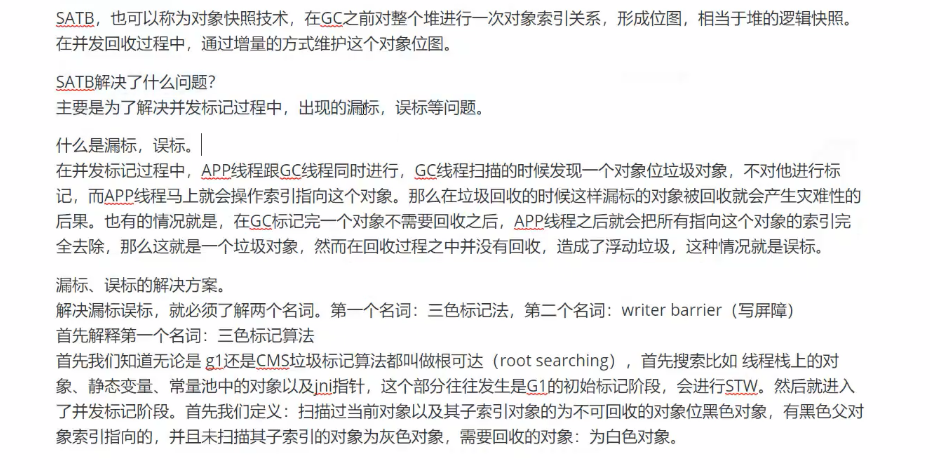 SATB，也可以称为对象快照技术，在GC之前对整个堆进行一次对象索引关系，形成位图，相当于堆的逻辑快照。
在并发回收过程中，通过增量的方式维护这个对象位图。
SATB解决了什么问题？
主要是为了解决并发标记过程中，出现的漏标，误标等问题。
什么是漏标，误标。
在并发标记过程中，APP线程跟GC线程同时进行，GC线程扫描的时候发现一个对象位垃圾对象，不对他进行标
记，而APP线程马上就会操作索引指向这个对象。那么在垃圾回收的时候这样漏标的对象被回收就会产生灾难性的
后果。也有的情况就是，在GC标记完一个对象不需要回收之后，APP线程之后就会把所有指向这个对象的索引完
全去除，那么这就是一个垃圾对象，然而在回收过程之中并没有回收，造成了浮动垃圾，这种情况就是误标。
漏标、误标的解决方案。
解决漏标误标，就必须了解两个名词。第一个名词：三色标记法，第二个名词：writer barrier（写屏障）
首先解释第一个名词：三色标记算法
首先我们知道无论是 g1还是CMS垃圾标记算法都叫做根可达（root searching），首先搜索比如 线程栈上的对
象、静态变量、常量池中的对象以及jni指针，这个部分往往发生是G1的初始标记阶段，会进行STW。然后就进入
了并发标记阶段。首先我们定义：扫描过当前对象以及其子索引对象的为不可回收的对象位黑色对象，有黑色父对
象索引指向的，并且未扫描其子索引的对象为灰色对象，需要回收的对象：为白色对象。